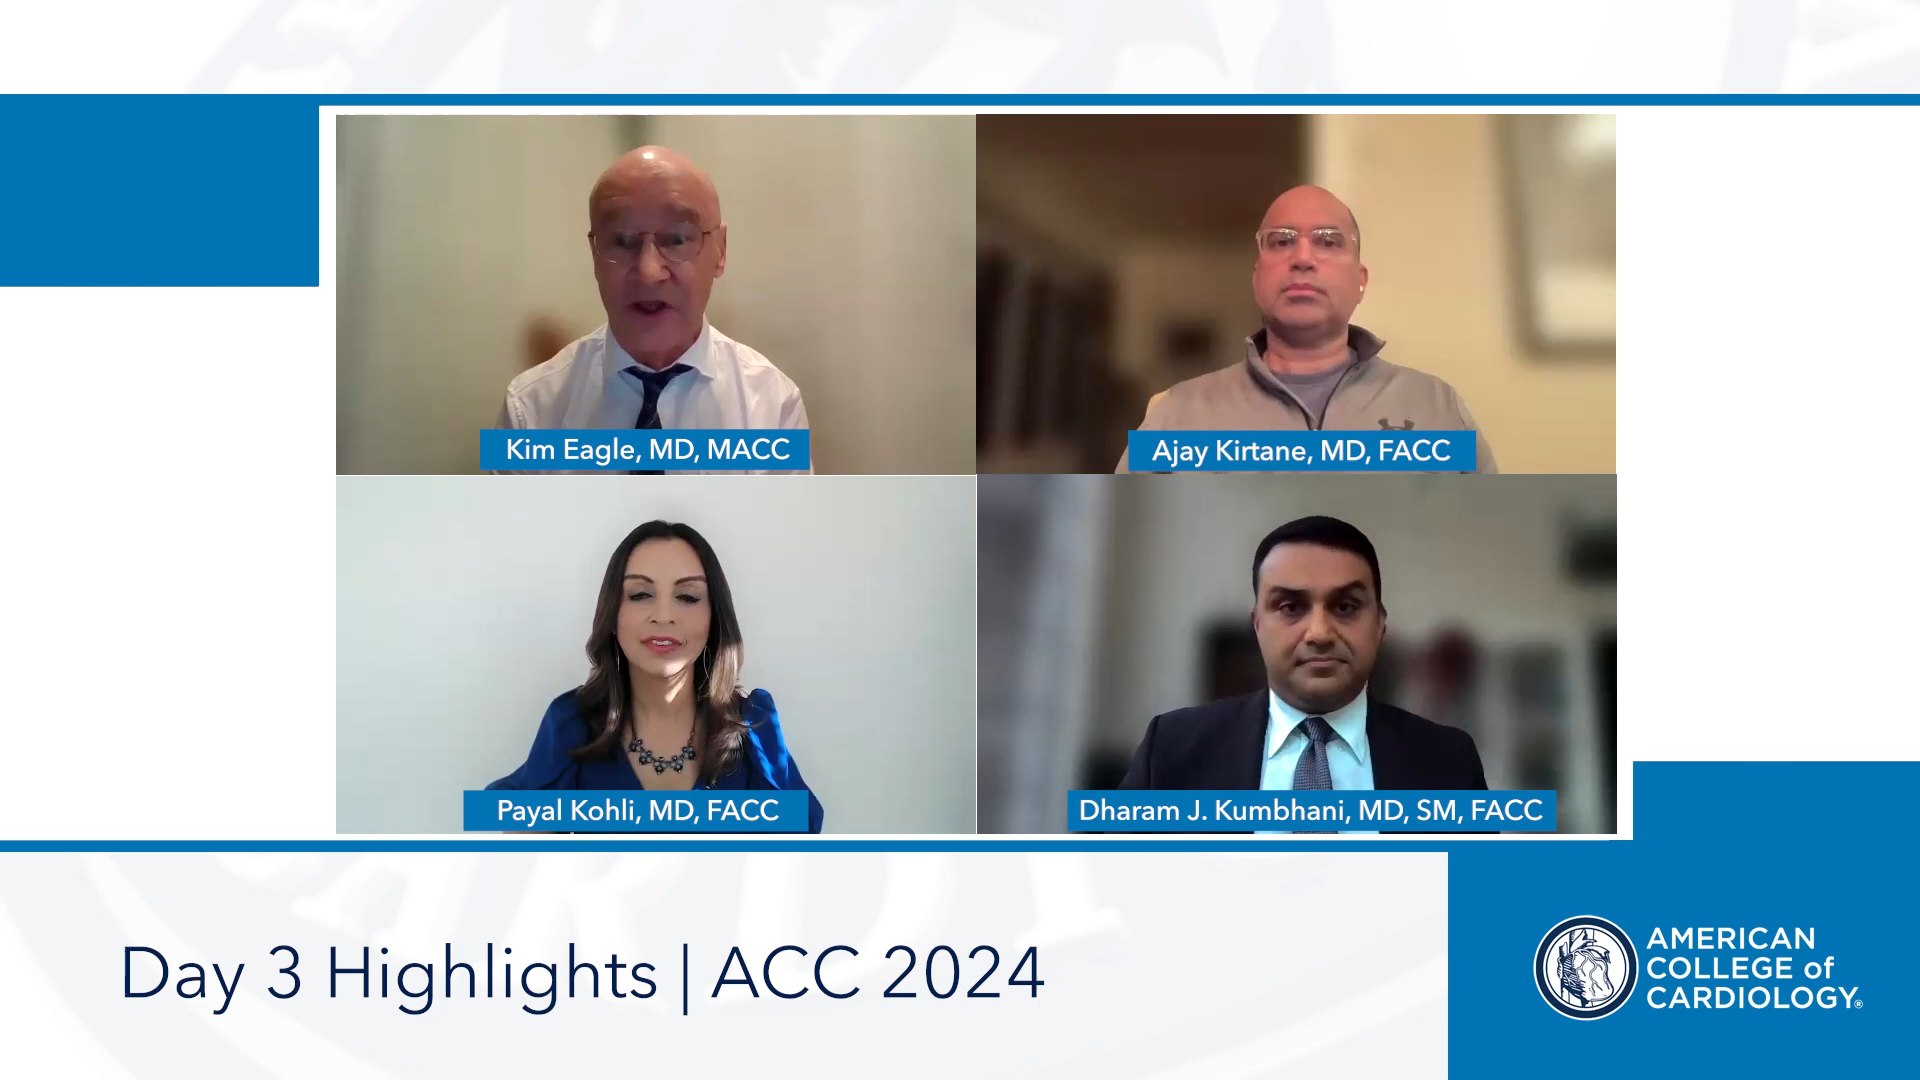 Kim Eagle, MD, MACC
Ajay Kirtane, MD, FACC
Payal Kohli, MD, FACC
Dharam J. Kumbhani, MD, SM, FACC
Day 3 Highlights | ACC 2024
AMERICAN
COLLEGE of
CARDIOLOGY®